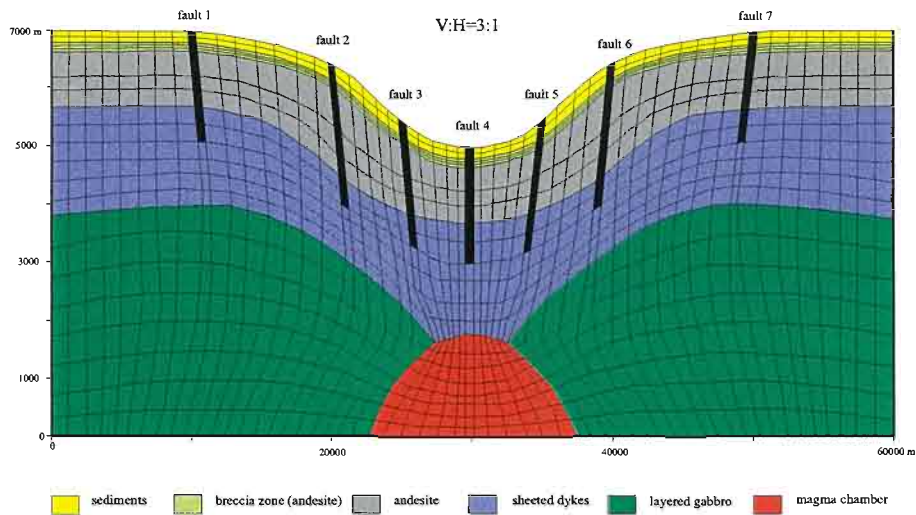 fault 1
V:H=3:1
fault 7
7000 m
fault 2
fault 6
fault 3
fault 5
fault 4
5000
3000
1000
0
0
20000
40000
60000 m
sediments
breccia zone (andesite)
andesite
sheeted dykes
layered gabbro
magma chamber